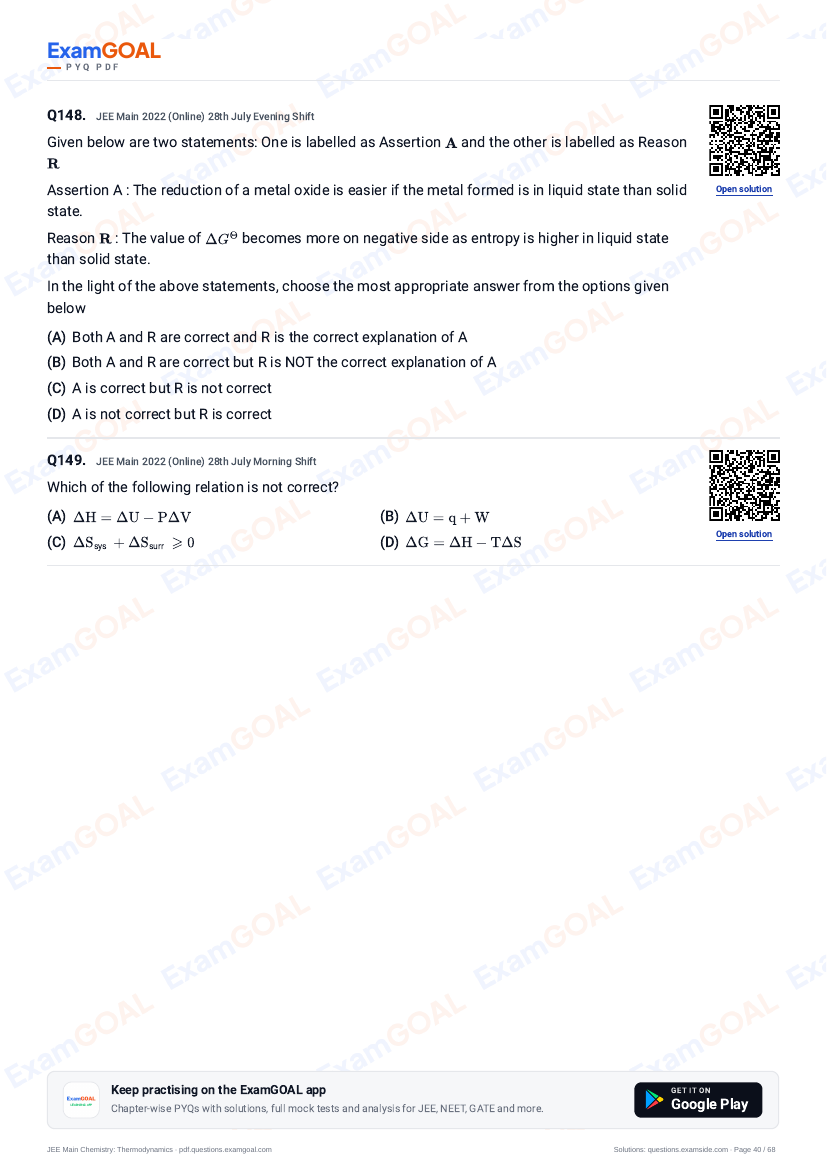 ExamGOAL
PYQ PDF
Q148. JEE Main 2022 (Online) 28th July Evening Shift
Given below are two statements: One is labelled as Assertion A and the other is labelled as Reason
R
Assertion A : The reduction of a metal oxide is easier if the metal formed is in liquid state than solid
state.
Reason R : The value of ΔG^Θ becomes more on negative side as entropy is higher in liquid state
than solid state.
In the light of the above statements, choose the most appropriate answer from the options given
below
(A) Both A and R are correct and R is the correct explanation of A
(B) Both A and R are correct but R is NOT the correct explanation of A
(C) A is correct but R is not correct
(D) A is not correct but R is correct
Open solution
Q149. JEE Main 2022 (Online) 28th July Morning Shift
Which of the following relation is not correct?
(A) ΔH = ΔU − PΔV (B) ΔU = q + W
(C) ΔS_sys + ΔS_surr ⩾ 0 (D) ΔG = ΔH − TΔS
Open solution
Keep practising on the ExamGOAL app
Chapter-wise PYQs with solutions, full mock tests and analysis for JEE, NEET, GATE and more.
GET IT ON
Google Play
JEE Main Chemistry: Thermodynamics · pdf.questions.examgoal.com Solutions: questions.examside.com · Page 40 / 68